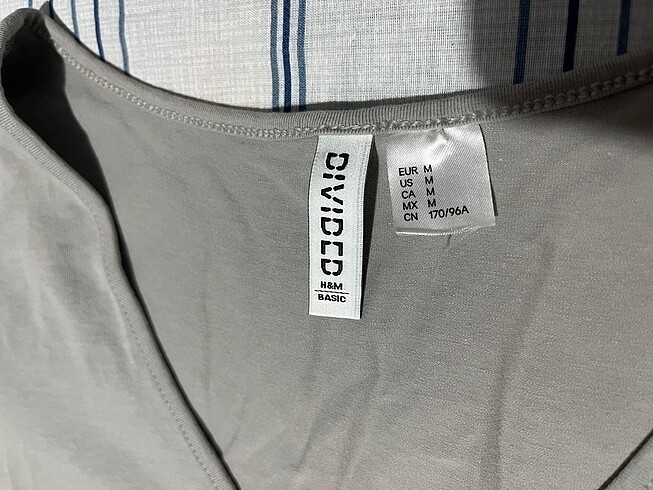 DIVIDED
H&M
BASIC
EUR M
US M
CA M
MX M
CN 170/96A